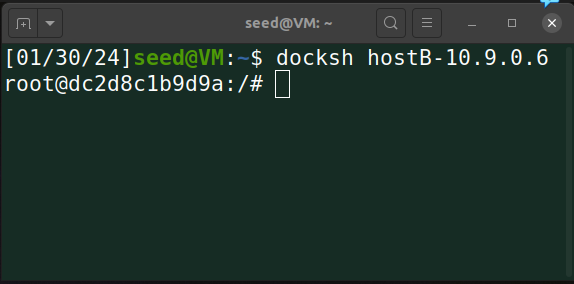 seed@VM: ~
[01/30/24]seed@VM:~$ docksh hostB-10.9.0.6
root@dc2d8c1b9d9a:/#